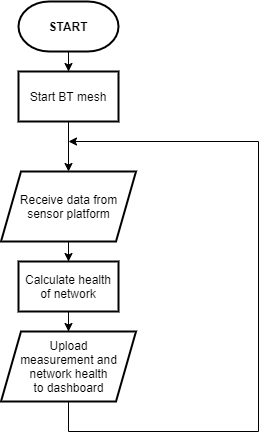 START
Start BT mesh
Receive data from
sensor platform
Calculate health
of network
Upload
measurement and
network health
to dashboard